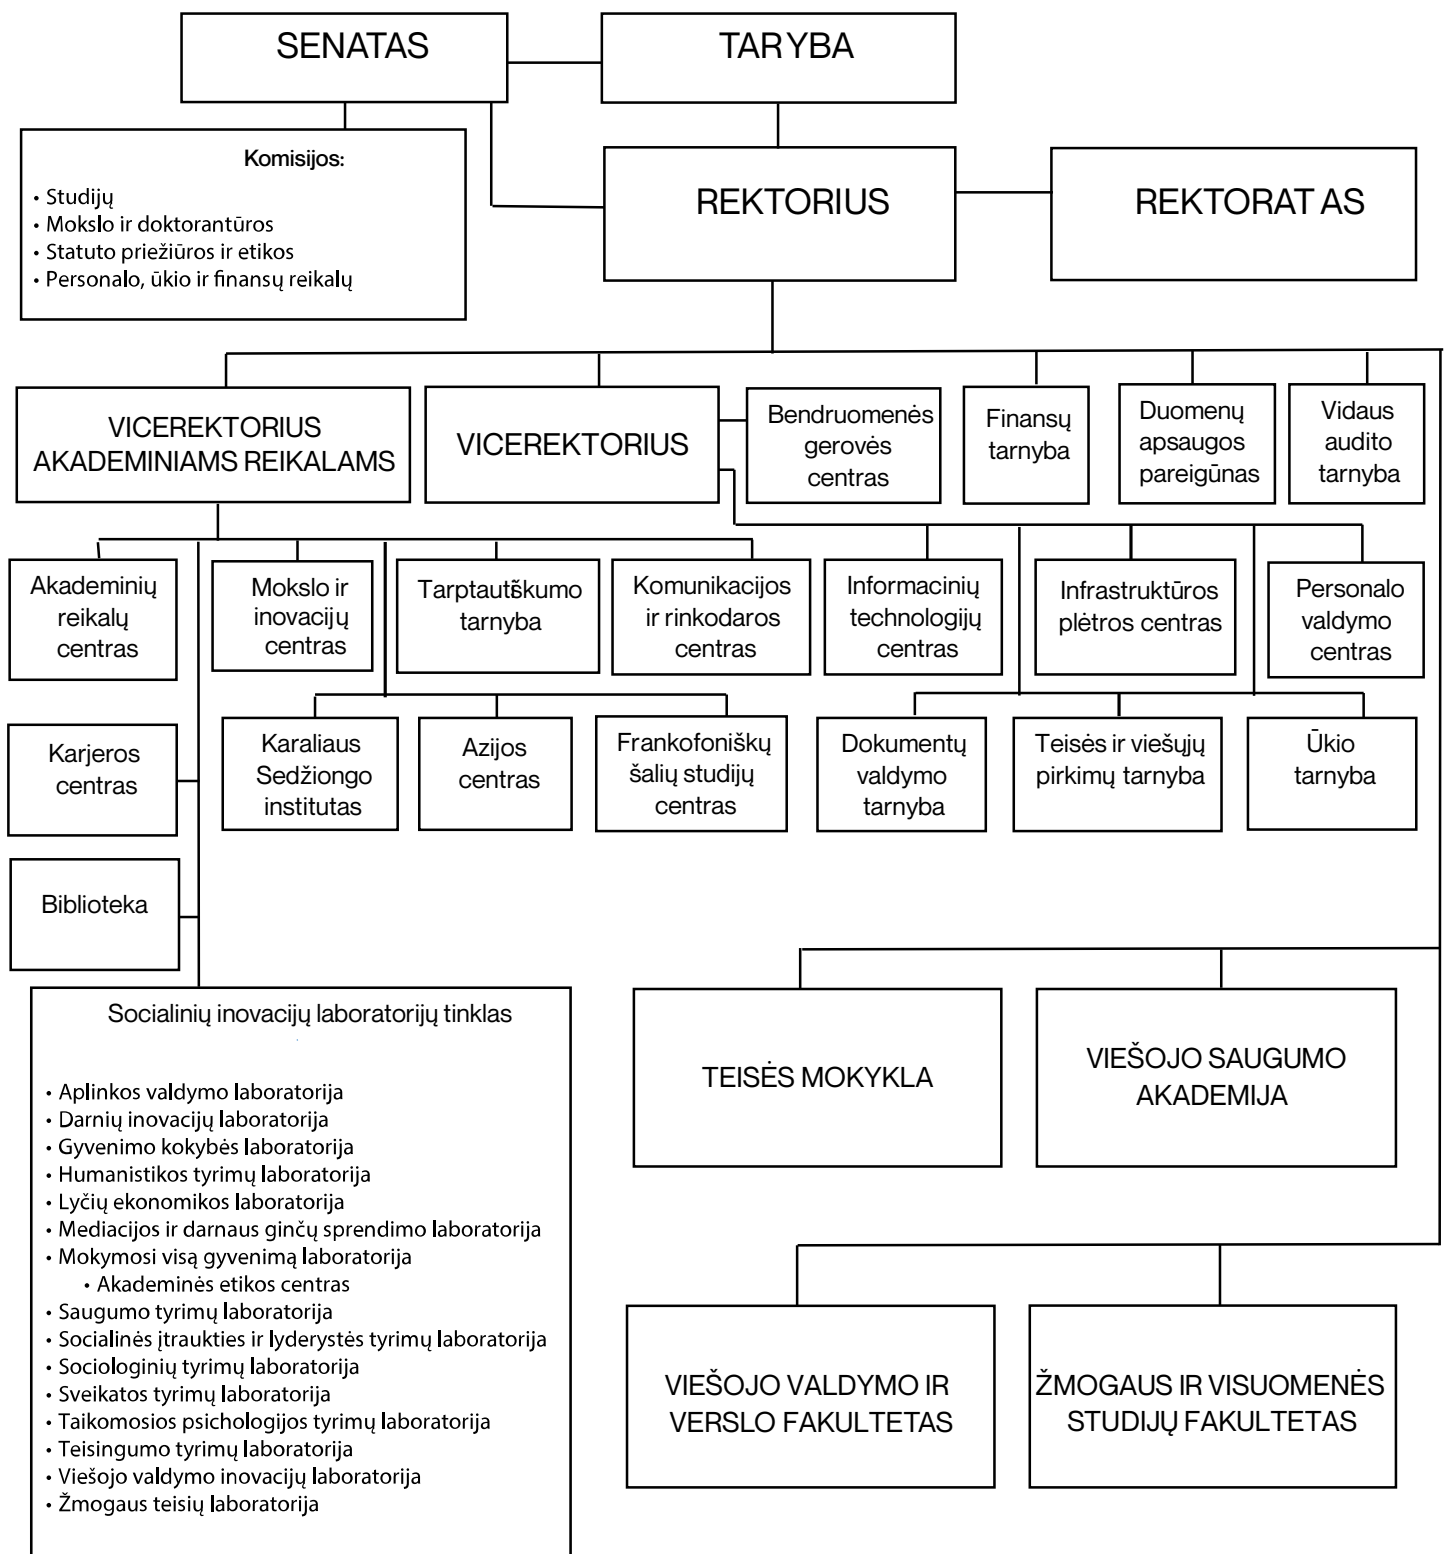 SENATAS
TARYBA
Komisijos:
• Studijų
• Mokslo ir doktorantūros
• Statuto priežiūros ir etikos
• Personalo, ūkio ir finansų reikalų
REKTORIUS
REKTORAT AS
VICEREKTORIUS
AKADEMINIAMS REIKALAMS
VICEREKTORIUS
Bendruomenės
gerovės
centras
Finansų
tarnyba
Duomenų
apsaugos
pareigūnas
Vidaus
audito
tarnyba
Akademinių
reikalų
centras
Mokslo ir
inovacijų
centras
Tarptautiškumo
tarnyba
Komunikacijos
ir rinkodaros
centras
Informacinių
technologijų
centras
Infrastruktūros
plėtros centras
Personalo
valdymo
centras
Karjeros
centras
Karaliaus
Sedžiongo
institutas
Azijos
centras
Frankofoniškų
šalių studijų
centras
Dokumentų
valdymo
tarnyba
Teisės ir viešųjų
pirkimų tarnyba
Ūkio
tarnyba
Biblioteka
Socialinių inovacijų laboratorijų tinklas
• Aplinkos valdymo laboratorija
• Darnių inovacijų laboratorija
• Gyvenimo kokybės laboratorija
• Humanistikos tyrimų laboratorija
• Lyčių ekonomikos laboratorija
• Mediacijos ir darnaus ginčų sprendimo laboratorija
• Mokymosi visą gyvenimą laboratorija
• Akademinės etikos centras
• Saugumo tyrimų laboratorija
• Socialinės įtraukties ir lyderystės tyrimų laboratorija
• Sociologinių tyrimų laboratorija
• Sveikatos tyrimų laboratorija
• Taikomosios psichologijos tyrimų laboratorija
• Teisingumo tyrimų laboratorija
• Viešojo valdymo inovacijų laboratorija
• Žmogaus teisių laboratorija
TEISĖS MOKYKLA
VIEŠOJO SAUGUMO
AKADEMIJA
VIEŠOJO VALDYMO IR
VERSLO FAKULTETAS
ŽMOGAUS IR VISUOMENĖS
STUDIJŲ FAKULTETAS